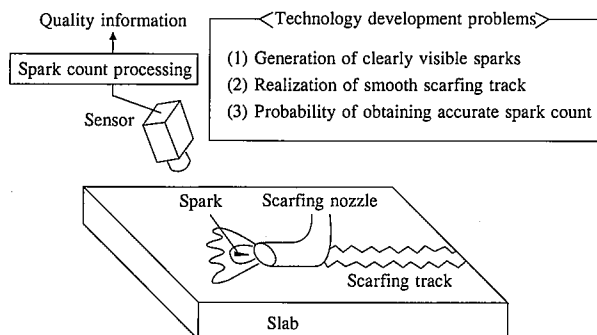 Quality information
Spark count processing
Sensor
Technology development problems
(1) Generation of clearly visible sparks
(2) Realization of smooth scarfing track
(3) Probability of obtaining accurate spark count
Spark
Scarfing nozzle
Scarfing track
Slab